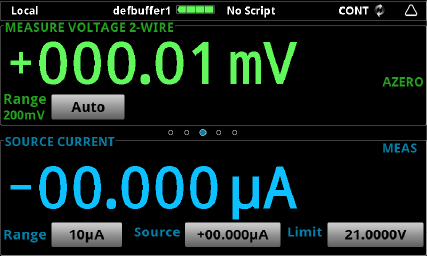 Local defbuffer1 No Script CONT
MEASURE VOLTAGE 2-WIRE
+000.01 mV
AZERO
Range
200mV
Auto
SOURCE CURRENT
MEAS
-00.000 µA
Range 10µA Source +00.000µA Limit 21.0000V